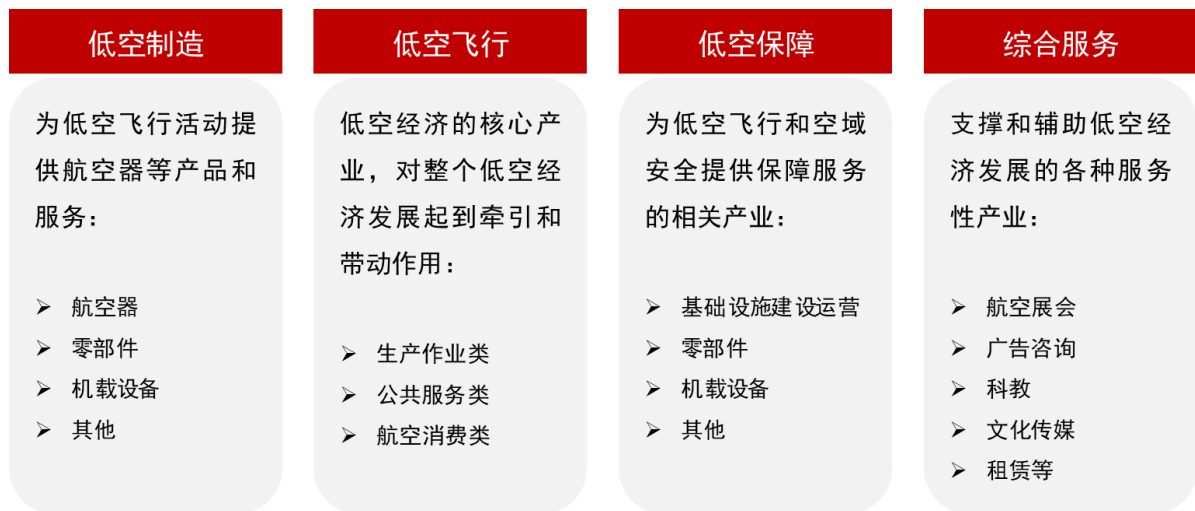 低空制造
为低空飞行活动提
供航空器等产品和
服务：
➢ 航空器
➢ 零部件
➢ 机载设备
➢ 其他
低空飞行
低空经济的核心产
业，对整个低空经
济发展起到牵引和
带动作用：
➢ 生产作业类
➢ 公共服务类
➢ 航空消费类
低空保障
为低空飞行和空域
安全提供保障服务
的相关产业：
➢ 基础设施建设运营
➢ 零部件
➢ 机载设备
➢ 其他
综合服务
支撑和辅助低空经
济发展的各种服务
性产业：
➢ 航空展会
➢ 广告咨询
➢ 科教
➢ 文化传媒
➢ 租赁等